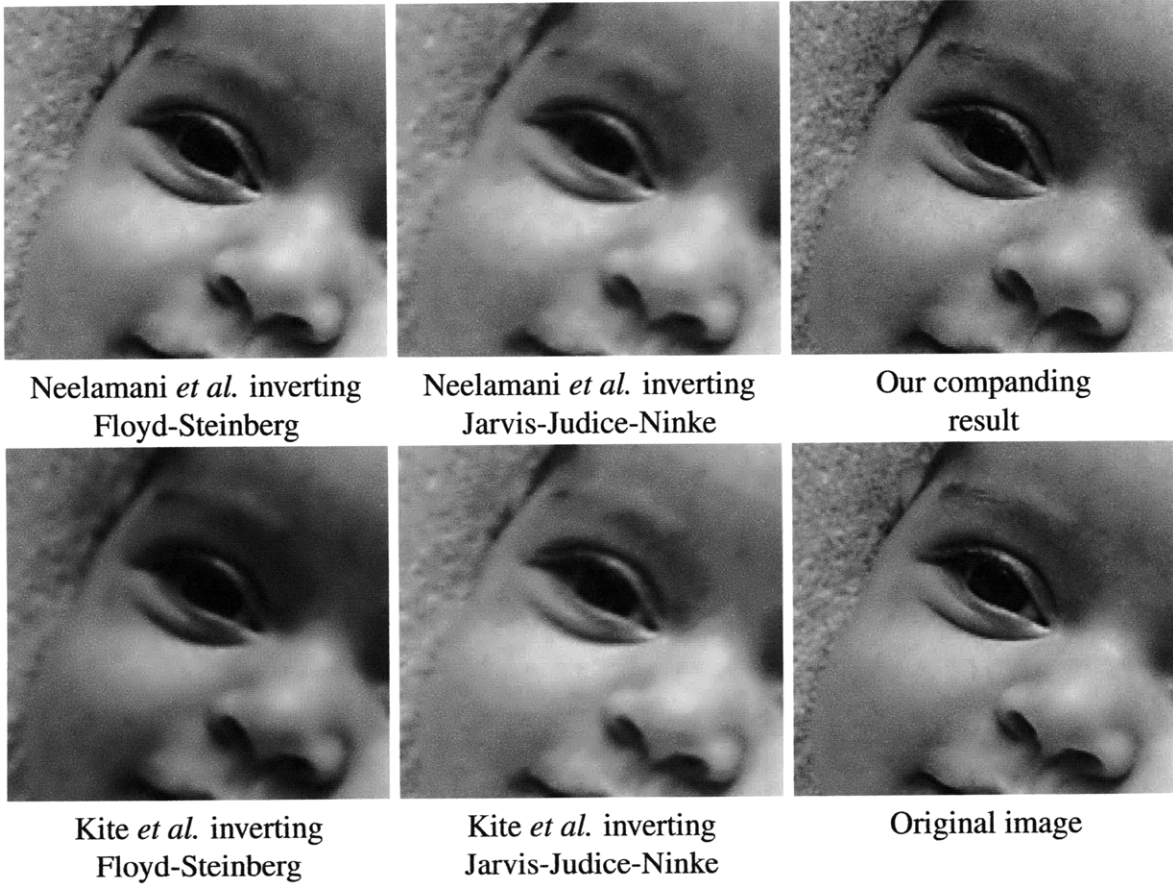 Neelamani et al. inverting
Floyd-Steinberg
Neelamani et al. inverting
Jarvis-Judice-Ninke
Our companding
result
Kite et al. inverting
Floyd-Steinberg
Kite et al. inverting
Jarvis-Judice-Ninke
Original image